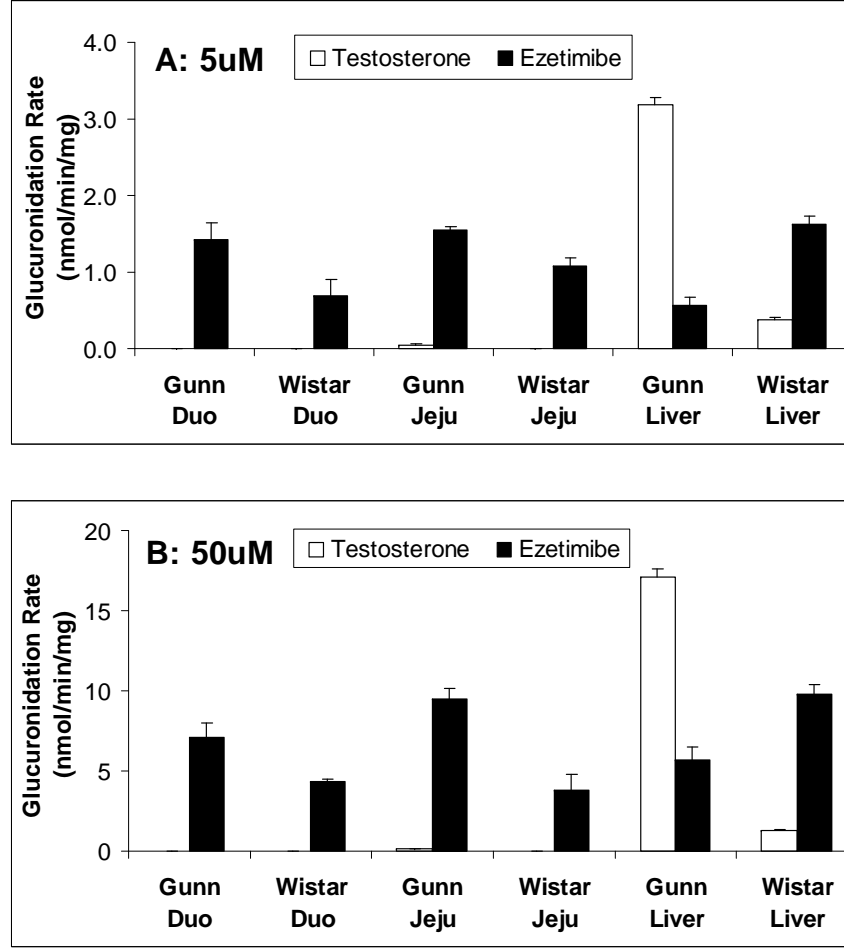 A: 5uM
Testosterone Ezetimibe
Glucuronidation Rate
(nmol/min/mg)
4.0
3.0
2.0
1.0
0.0
Gunn Wistar Gunn Wistar Gunn Wistar
Duo Duo Jeju Jeju Liver Liver
B: 50uM
Testosterone Ezetimibe
Glucuronidation Rate
(nmol/min/mg)
20
15
10
5
0
Gunn Wistar Gunn Wistar Gunn Wistar
Duo Duo Jeju Jeju Liver Liver